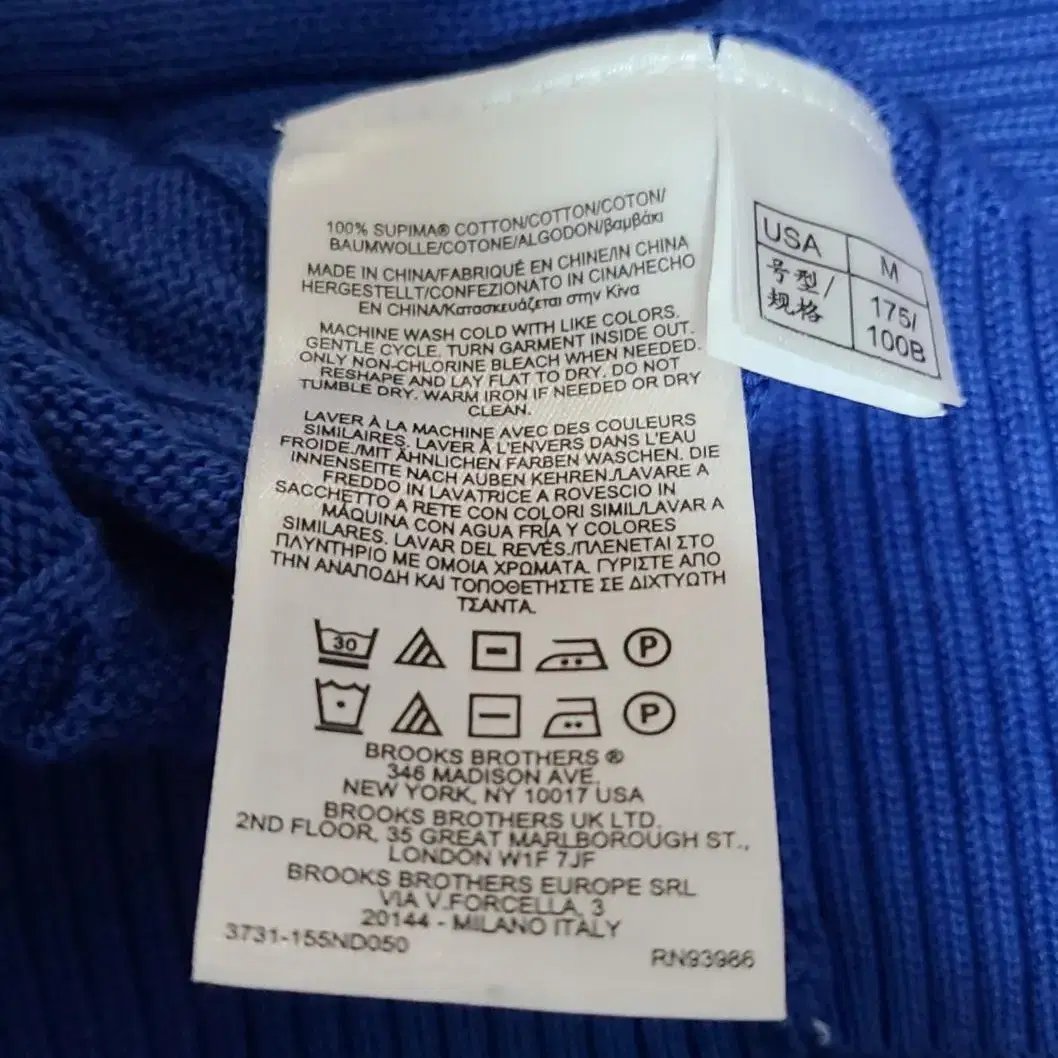 100% SUPIMA® COTTON/COTTON/COTON/
BAUMWOLLE/COTONE/ALGODON/βαμβάκι
MADE IN CHINA/FABRIQUÉ EN CHINE/IN CHINA
HERGESTELLT/CONFEZIONATO IN CINA/HECHO
EN CHINA/Κατασκευάζεται στην Κίνα
MACHINE WASH COLD WITH LIKE COLORS.
GENTLE CYCLE. TURN GARMENT INSIDE OUT.
ONLY NON-CHLORINE BLEACH WHEN NEEDED.
RESHAPE AND LAY FLAT TO DRY. DO NOT
TUMBLE DRY. WARM IRON IF NEEDED OR DRY
CLEAN.
LAVER À LA MACHINE AVEC DES COULEURS
SIMILAIRES. LAVER À L'ENVERS DANS L'EAU
FROIDE./MIT ÄHNLICHEN FARBEN WASCHEN. DIE
INNENSEITE NACH AUBEN KEHREN./LAVARE A
FREDDO IN LAVATRICE A ROVESCIO IN
SACCHETTO A RETE CON COLORI SIMIL/LAVAR A
MÁQUINA CON AGUA FRÍA Y COLORES
SIMILARES. LAVAR DEL REVÉS./ΠΛΕΝΕΤΑΙ ΣΤΟ
ΠΛΥΝΤΗΡΙΟ ΜΕ ΟΜΟΙΑ ΧΡΩΜΑΤΑ. ΓΥΡΙΣΤΕ ΑΠΟ
ΤΗΝ ΑΝΑΠΟΔΗ ΚΑΙ ΤΟΠΟΘΕΤΗΣΤΕ ΣΕ ΔΙΧΤΥΩΤΗ
ΤΣΑΝΤΑ.
30 P
P
BROOKS BROTHERS ®
346 MADISON AVE.
NEW YORK, NY 10017 USA
BROOKS BROTHERS UK LTD.
2ND FLOOR, 35 GREAT MARLBOROUGH ST.,
LONDON W1F 7JF
BROOKS BROTHERS EUROPE SRL
VIA V.FORCELLA, 3
20144 - MILANO ITALY
3731-155ND050 RN93986
USA M
号型/ 175/
规格 100B